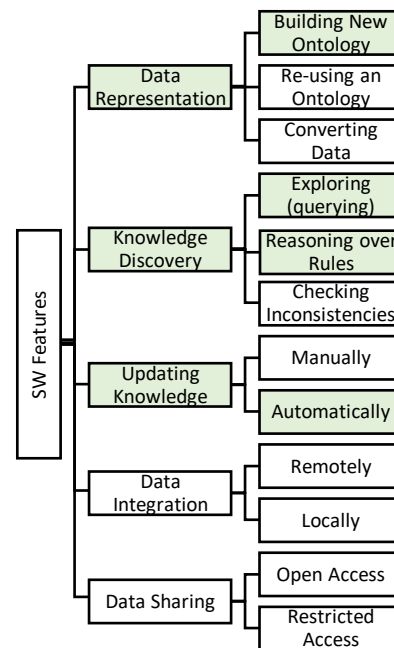 SW Features
Data
Representation
Building New
Ontology
Re-using an
Ontology
Converting
Data
Knowledge
Discovery
Exploring
(querying)
Reasoning over
Rules
Checking
Inconsistencies
Updating
Knowledge
Manually
Automatically
Data
Integration
Remotely
Locally
Data Sharing
Open Access
Restricted
Access